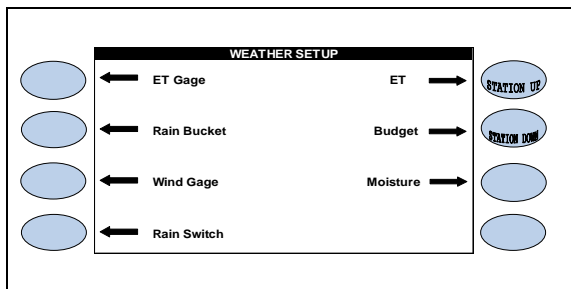 WEATHER SETUP
ET Gage ET STATION UP
Rain Bucket Budget STATION DOWN
Wind Gage Moisture
Rain Switch